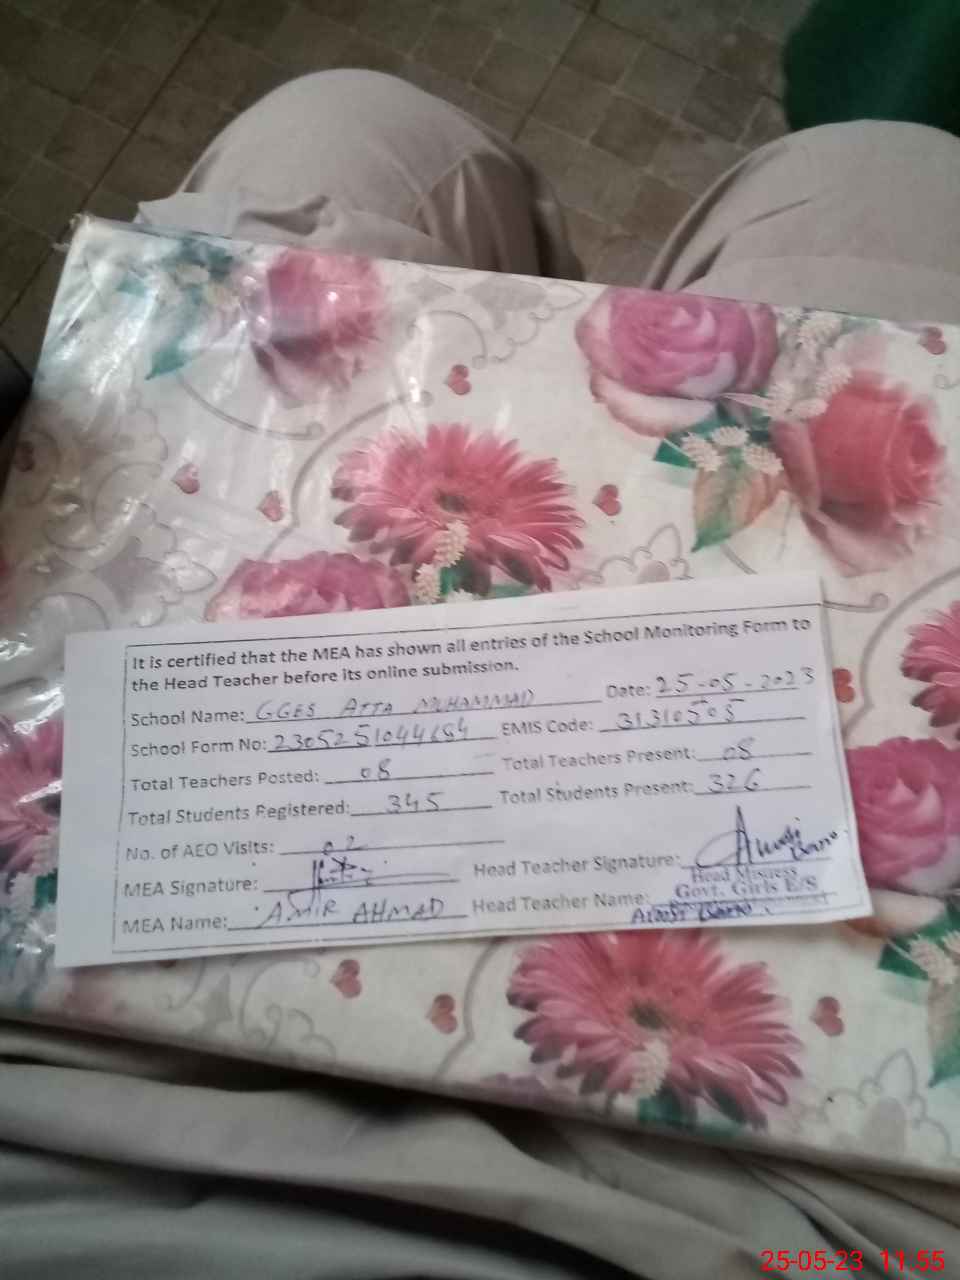 It is certified that the MEA has shown all entries of the School Monitoring Form to
the Head Teacher before its online submission.
School Name: GGES ATTA MUHAMMAD Date: 25-05-2023
School Form No: 2305251044684 EMIS Code: 31310505
Total Teachers Posted: 08 Total Teachers Present: 08
Total Students Registered: 345 Total Students Present: 326
No. of AEO Visits: 02
MEA Signature: Head Teacher Signature:
Head Mistress
Govt. Girls E/S
MEA Name: AMIR AHMAD Head Teacher Name:
25-05-23 11:55